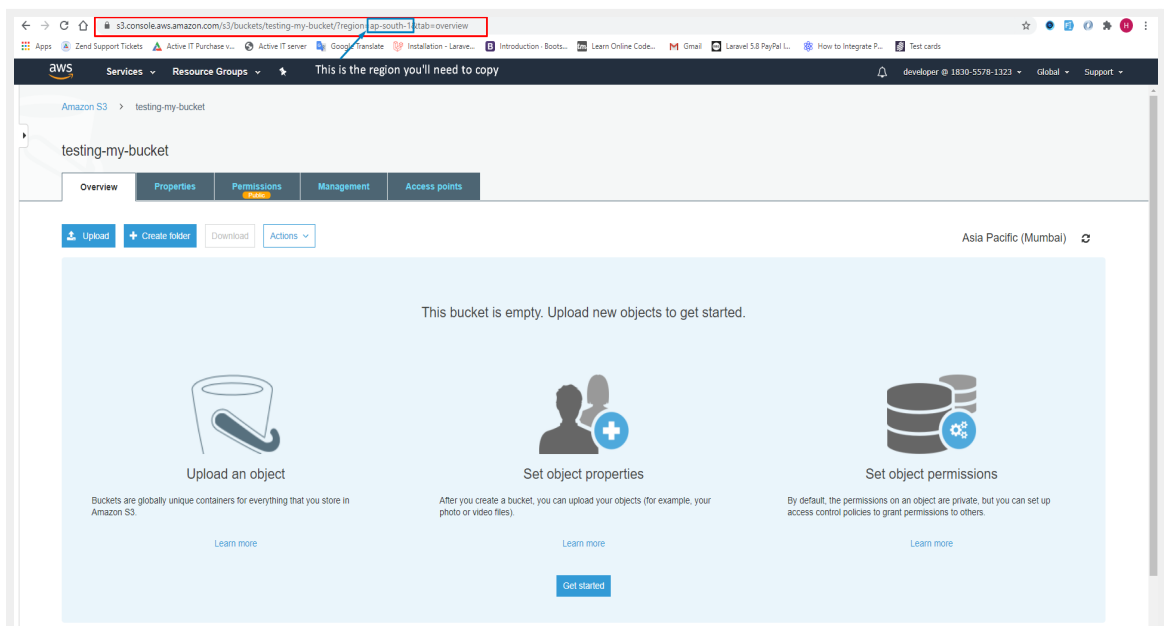 s3.console.aws.amazon.com/s3/buckets/testing-my-bucket/?region=ap-south-1&tab=overview
H
Apps Zend Support Tickets Active IT Purchase v... Active IT server Google Translate Installation - Larave... B Introduction · Boots... Learn Online Code... Gmail Laravel 5.8 PayPal I... How to Integrate P... Test cards
aws Services Resource Groups This is the region you'll need to copy developer @ 1830-5578-1323 Global Support
Amazon S3 > testing-my-bucket
testing-my-bucket
Overview Properties Permissions Management Access points
Public
Upload Create folder Download Actions Asia Pacific (Mumbai)
This bucket is empty. Upload new objects to get started.
Upload an object
Buckets are globally unique containers for everything that you store in
Amazon S3.
Learn more
Set object properties
After you create a bucket, you can upload your objects (for example, your
photo or video files).
Learn more
Set object permissions
By default, the permissions on an object are private, but you can set up
access control policies to grant permissions to others.
Learn more
Get started